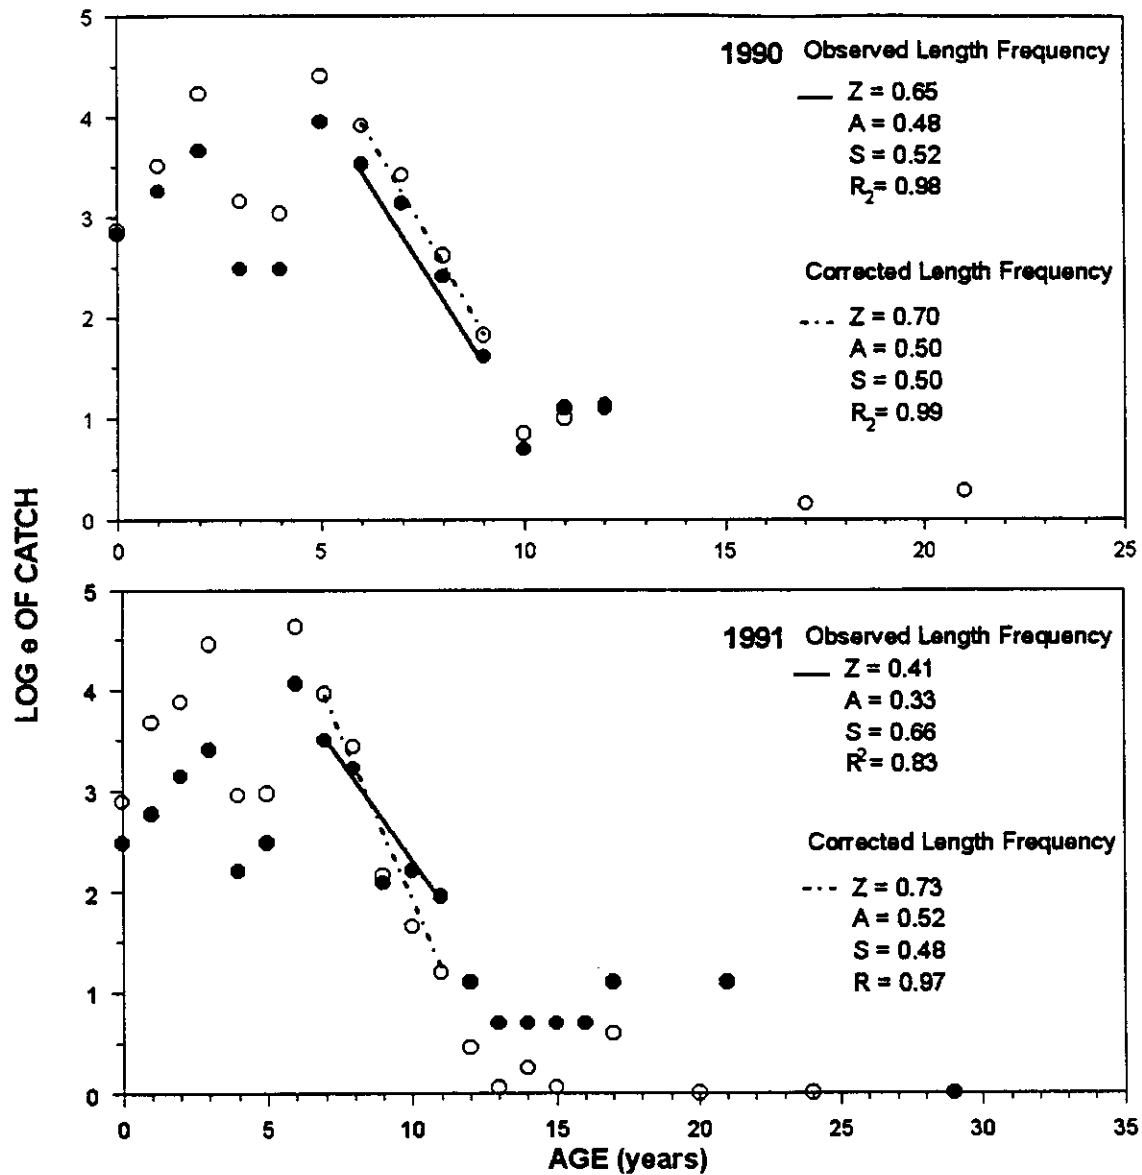 5
4
3
2
1
0
0 5 10 15 20 25
1990 Observed Length Frequency
Z = 0.65
A = 0.48
S = 0.52
R2= 0.98
Corrected Length Frequency
Z = 0.70
A = 0.50
S = 0.50
R2= 0.99
LOG e OF CATCH
5
4
3
2
1
0
0 5 10 15 20 25 30 35
1991 Observed Length Frequency
Z = 0.41
A = 0.33
S = 0.66
R²= 0.83
Corrected Length Frequency
Z = 0.73
A = 0.52
S = 0.48
R = 0.97
AGE (years)